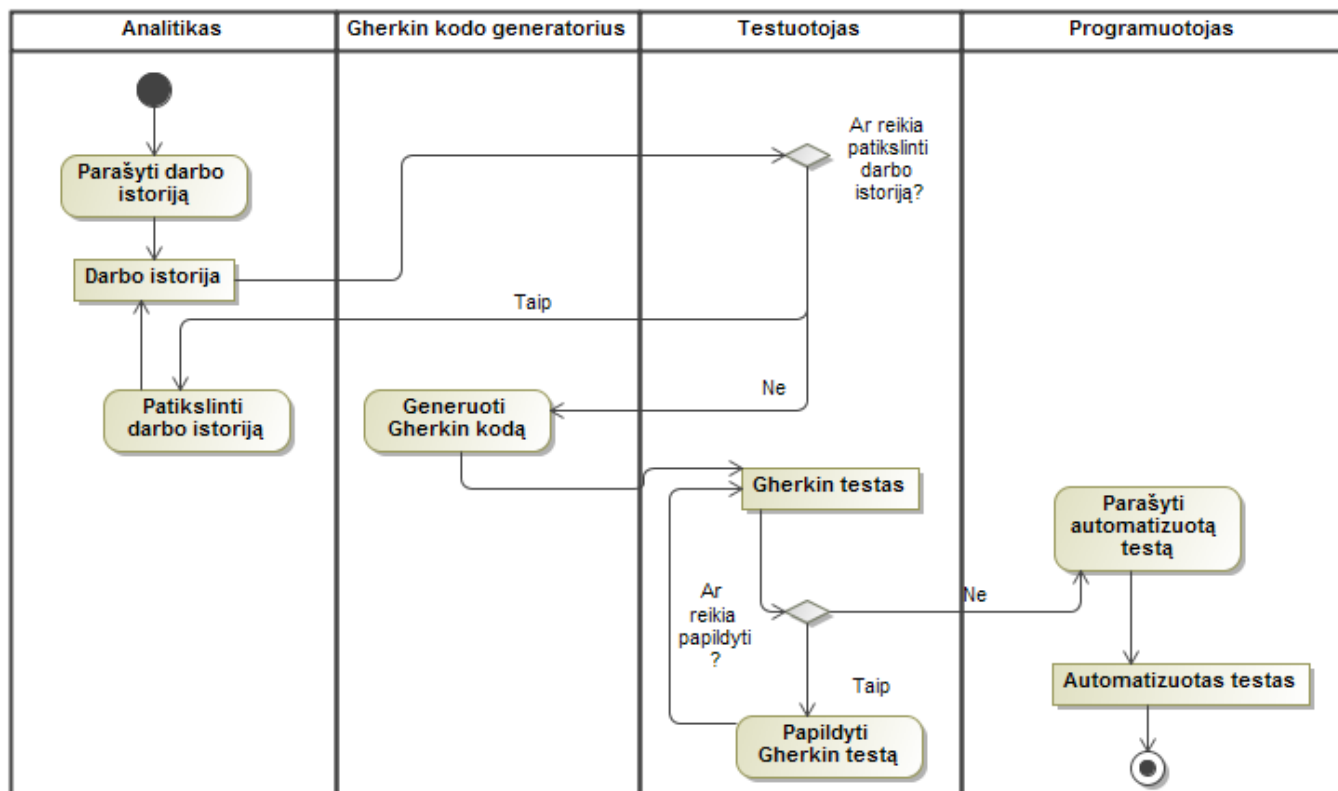 Analitikas
Gherkin kodo generatorius
Testuotojas
Programuotojas
Parašyti darbo
istoriją
Darbo istorija
Patikslinti
darbo istoriją
Ar reikia
patikslinti
darbo
istoriją?
Taip
Ne
Generuoti
Gherkin kodą
Gherkin testas
Ar
reikia
papildyti
?
Ne
Taip
Papildyti
Gherkin testą
Parašyti
automatizuotą
testą
Automatizuotas testas